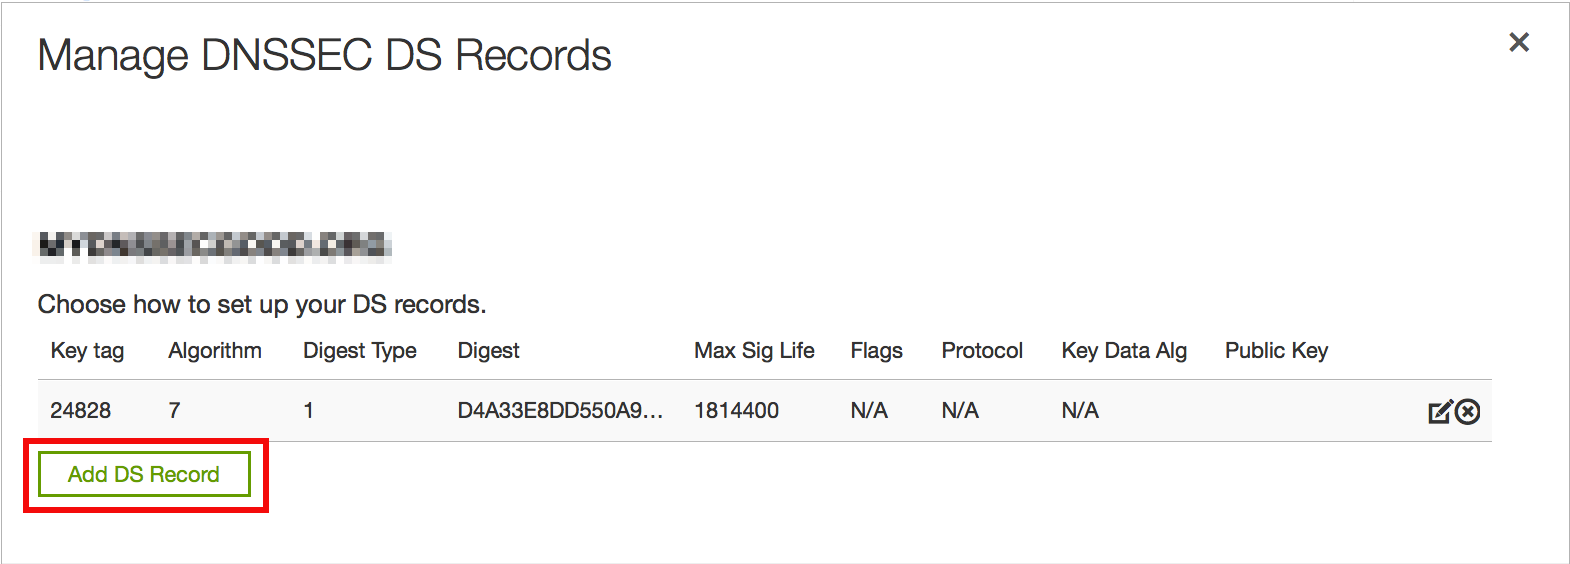 Manage DNSSEC DS Records
Choose how to set up your DS records.
Key tag Algorithm Digest Type Digest Max Sig Life Flags Protocol Key Data Alg Public Key
24828 7 1 D4A33E8DD550A9... 1814400 N/A N/A N/A
Add DS Record